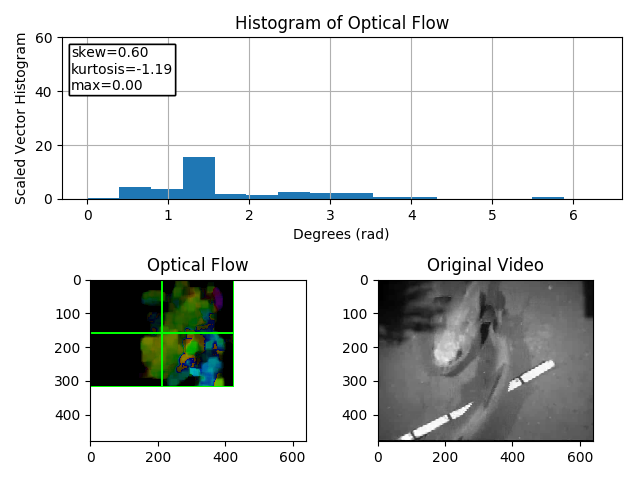 Histogram of Optical Flow
Scaled Vector Histogram
60
40
20
0
skew=0.60
kurtosis=-1.19
max=0.00
0 1 2 3 4 5 6
Degrees (rad)
Optical Flow
0
100
200
300
400
0 200 400 600
Original Video
0
100
200
300
400
0 200 400 600